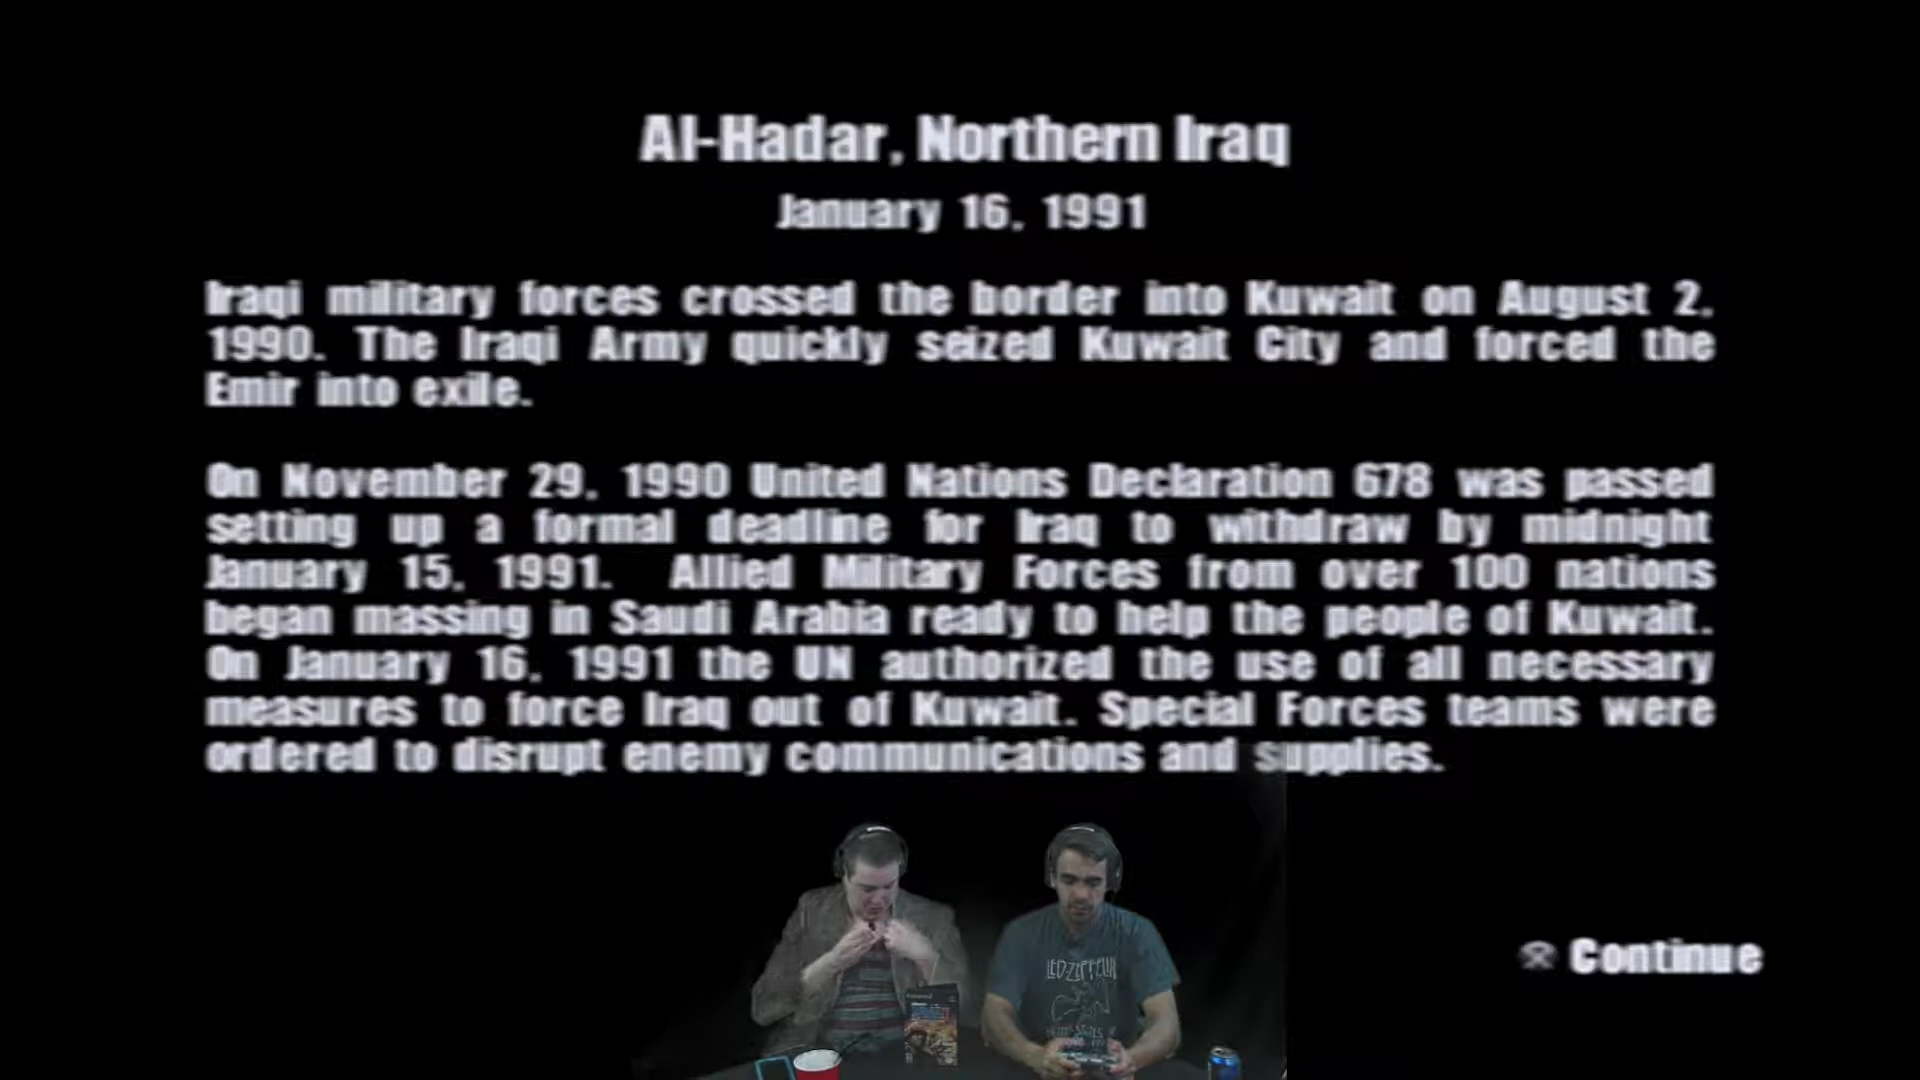 Al-Hadar, Northern Iraq
January 16, 1991
Iraqi military forces crossed the border into Kuwait on August 2,
1990. The Iraqi Army quickly seized Kuwait City and forced the
Emir into exile.
On November 29, 1990 United Nations Declaration 678 was passed
setting up a formal deadline for Iraq to withdraw by midnight
January 15, 1991. Allied Military Forces from over 100 nations
began massing in Saudi Arabia ready to help the people of Kuwait.
On January 16, 1991 the UN authorized the use of all necessary
measures to force Iraq out of Kuwait. Special Forces teams were
ordered to disrupt enemy communications and supplies.
Continue
LED-ZEPPELIN